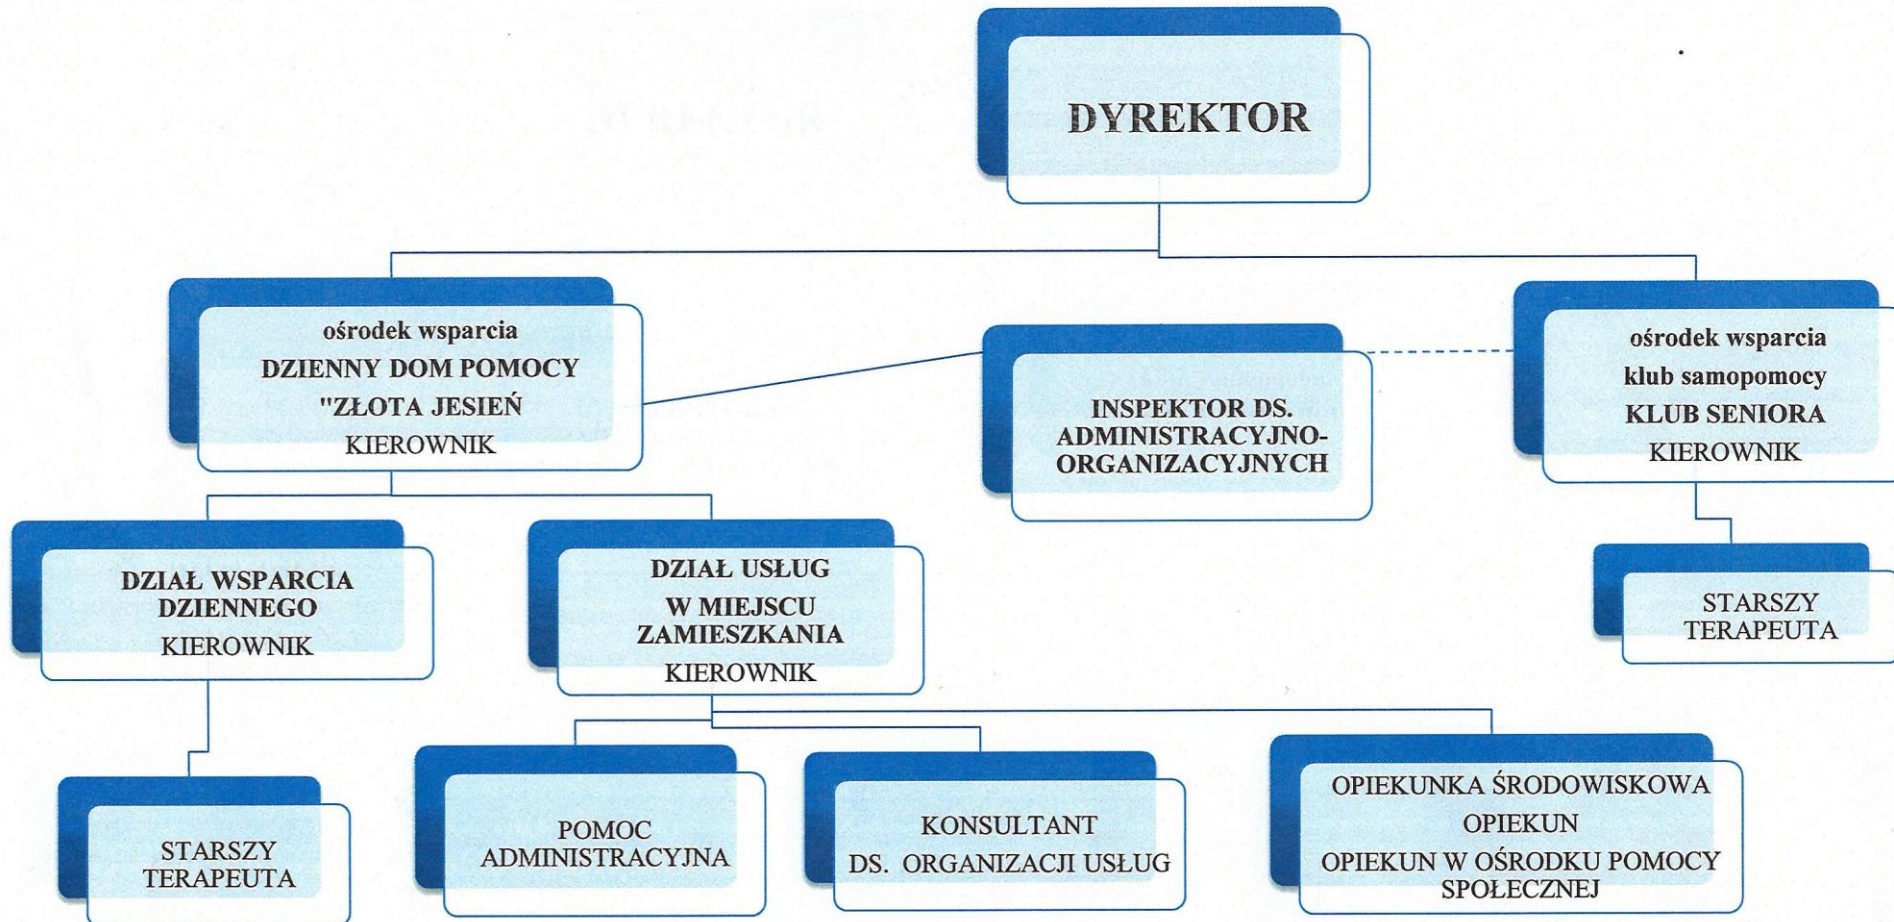 DYREKTOR
ośrodek wsparcia
DZIENNY DOM POMOCY
"ZŁOTA JESIEŃ
KIEROWNIK
INSPEKTOR DS.
ADMINISTRACYJNO-
ORGANIZACYJNYCH
ośrodek wsparcia
klub samopomocy
KLUB SENIORA
KIEROWNIK
DZIAŁ WSPARCIA
DZIENNEGO
KIEROWNIK
DZIAŁ USŁUG
W MIEJSCU
ZAMIESZKANIA
KIEROWNIK
STARSZY
TERAPEUTA
STARSZY
TERAPEUTA
POMOC
ADMINISTRACYJNA
KONSULTANT
DS. ORGANIZACJI USŁUG
OPIEKUNKA ŚRODOWISKOWA
OPIEKUN
OPIEKUN W OŚRODKU POMOCY
SPOŁECZNEJ